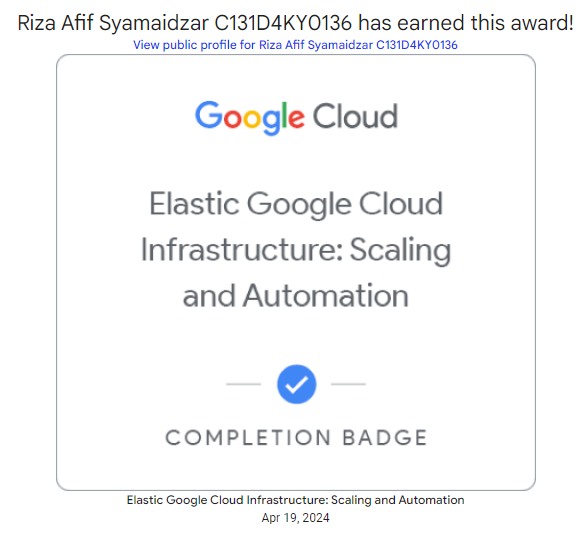 Riza Afif Syamaidzar C131D4KY0136 has earned this award!
View public profile for Riza Afif Syamaidzar C131D4KY0136
Google Cloud
Elastic Google Cloud
Infrastructure: Scaling
and Automation
COMPLETION BADGE
Elastic Google Cloud Infrastructure: Scaling and Automation
Apr 19, 2024